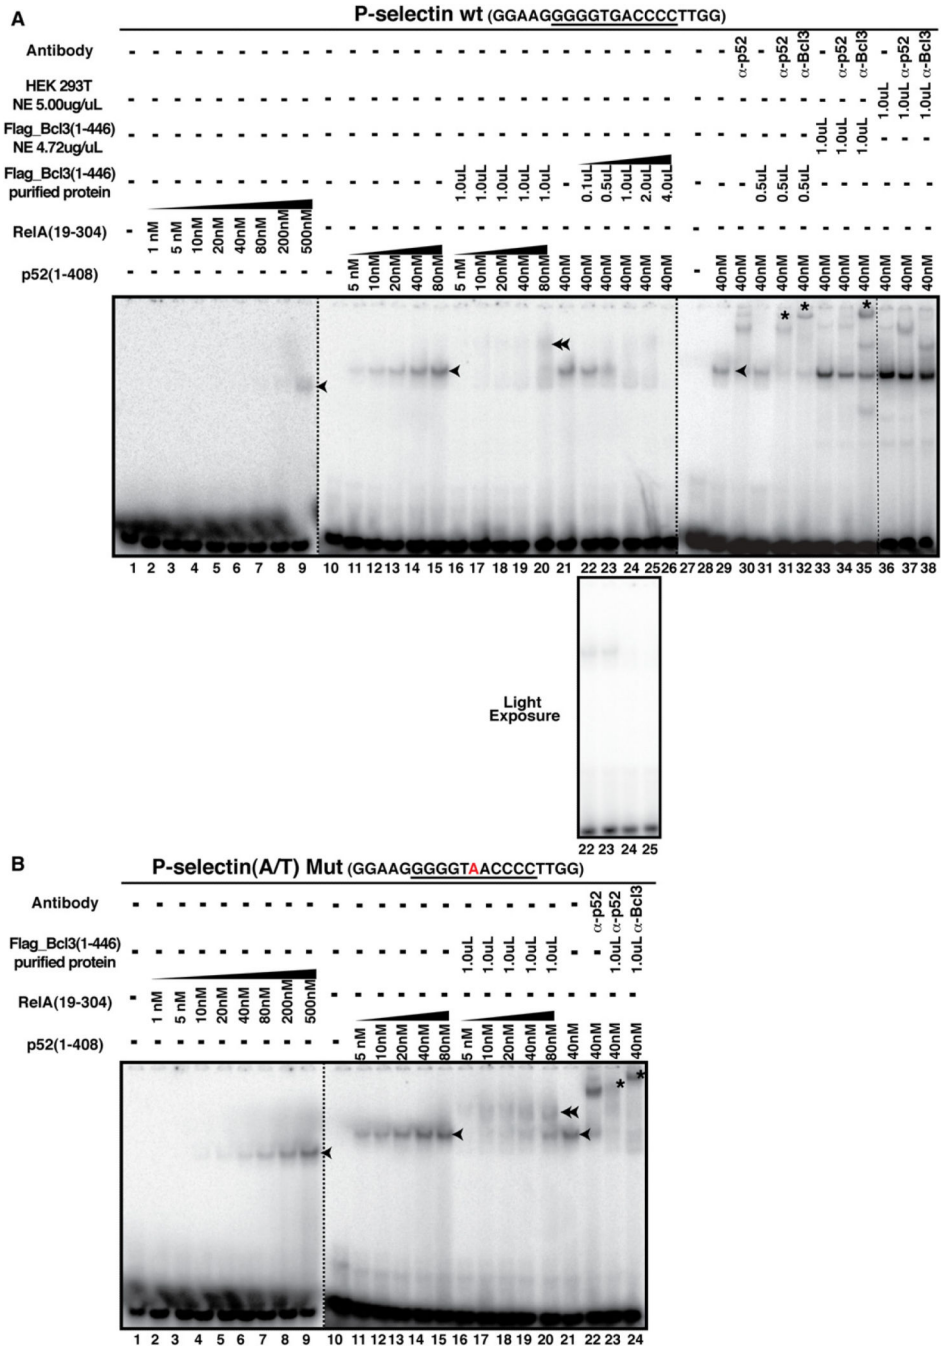 A
P-selectin wt (GGAAGGGGGTGACCCCTTGG)
Antibody - - - - - - - - - - - - - - - - - - - - - - - - - - - - - α-p52 - α-p52 α-Bcl3 - α-p52 α-Bcl3 - α-p52 α-Bcl3
HEK 293T
NE 5.00ug/uL - - - - - - - - - - - - - - - - - - - - - - - - - - - - - - - - - - - - 1.0uL 1.0uL 1.0uL
Flag_Bcl3(1-446)
NE 4.72ug/uL - - - - - - - - - - - - - - - - - - - - - - - - - - - - - - - - - 1.0uL 1.0uL 1.0uL - - -
Flag_Bcl3(1-446)
purified protein - - - - - - - - - - - - - - - 1.0uL 1.0uL 1.0uL 1.0uL 1.0uL - 0.1uL 0.5uL 1.0uL 2.0uL 4.0uL - - - 0.5uL 0.5uL 0.5uL - - - - - -
RelA(19-304) - 1 nM 5 nM 10nM 20nM 40nM 80nM 200nM 500nM - - - - - - - - - - - - - - - - - - - - - - - - - - - - -
p52(1-408) - - - - - - - - - - 5 nM 10nM 20nM 40nM 80nM 5 nM 10nM 20nM 40nM 80nM 40nM 40nM 40nM 40nM 40nM 40nM - 40nM 40nM 40nM 40nM 40nM 40nM 40nM 40nM 40nM 40nM 40nM
* * *
1 2 3 4 5 6 7 8 9 10 11 12 13 14 15 16 17 18 19 20 21 22 23 24 25 26 27 28 29 30 31 31 32 33 34 35 36 37 38
Light
Exposure
22 23 24 25
B
P-selectin(A/T) Mut (GGAAGGGGGTAACCCCTTGG)
Antibody - - - - - - - - - - - - - - - - - - - - - α-p52 α-p52 α-Bcl3
Flag_Bcl3(1-446)
purified protein - - - - - - - - - - - - - - - 1.0uL 1.0uL 1.0uL 1.0uL 1.0uL - - 1.0uL 1.0uL
RelA(19-304) - 1 nM 5 nM 10nM 20nM 40nM 80nM 200nM 500nM - - - - - - - - - - - - - - -
p52(1-408) - - - - - - - - - - 5 nM 10nM 20nM 40nM 80nM 5 nM 10nM 20nM 40nM 80nM 40nM 40nM 40nM 40nM
* *
1 2 3 4 5 6 7 8 9 10 11 12 13 14 15 16 17 18 19 20 21 22 23 24